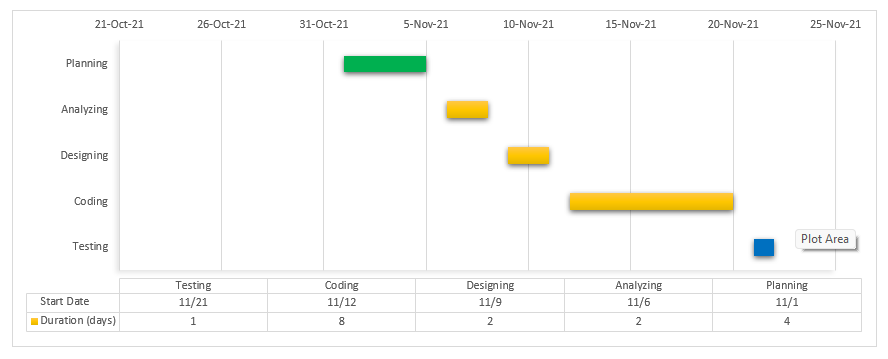 21-Oct-21 26-Oct-21 31-Oct-21 5-Nov-21 10-Nov-21 15-Nov-21 20-Nov-21 25-Nov-21
Planning
Analyzing
Designing
Coding
Testing
Plot Area
Testing Coding Designing Analyzing Planning
Start Date 11/21 11/12 11/9 11/6 11/1
Duration (days) 1 8 2 2 4